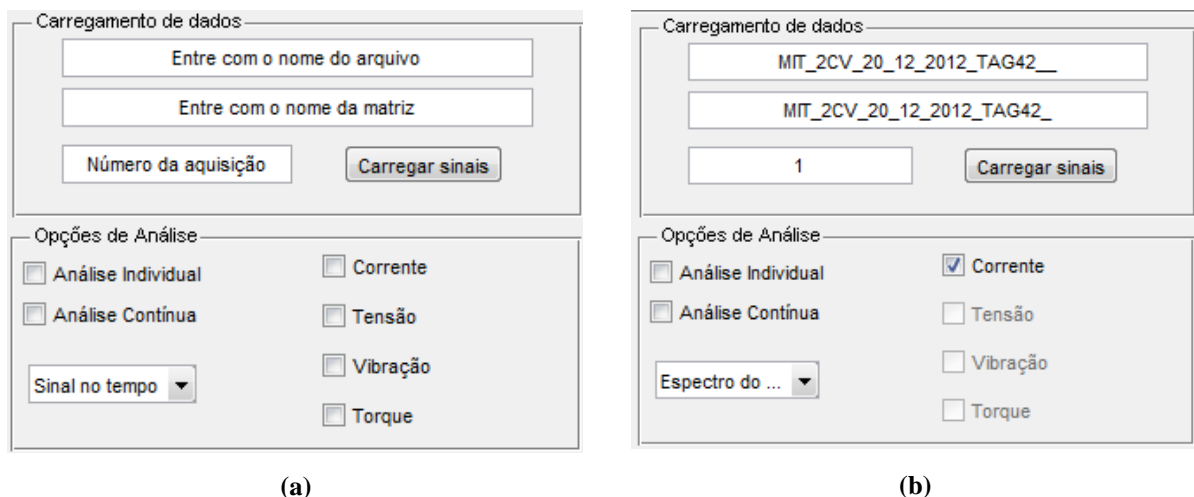 Carregamento de dados
Entre com o nome do arquivo
Entre com o nome da matriz
Número da aquisição
Carregar sinais
Opções de Análise
Análise Individual
Análise Contínua
Sinal no tempo
Corrente
Tensão
Vibração
Torque
(a)
Carregamento de dados
MIT_2CV_20_12_2012_TAG42__
MIT_2CV_20_12_2012_TAG42_
1
Carregar sinais
Opções de Análise
Análise Individual
Análise Contínua
Espectro do ...
Corrente
Tensão
Vibração
Torque
(b)